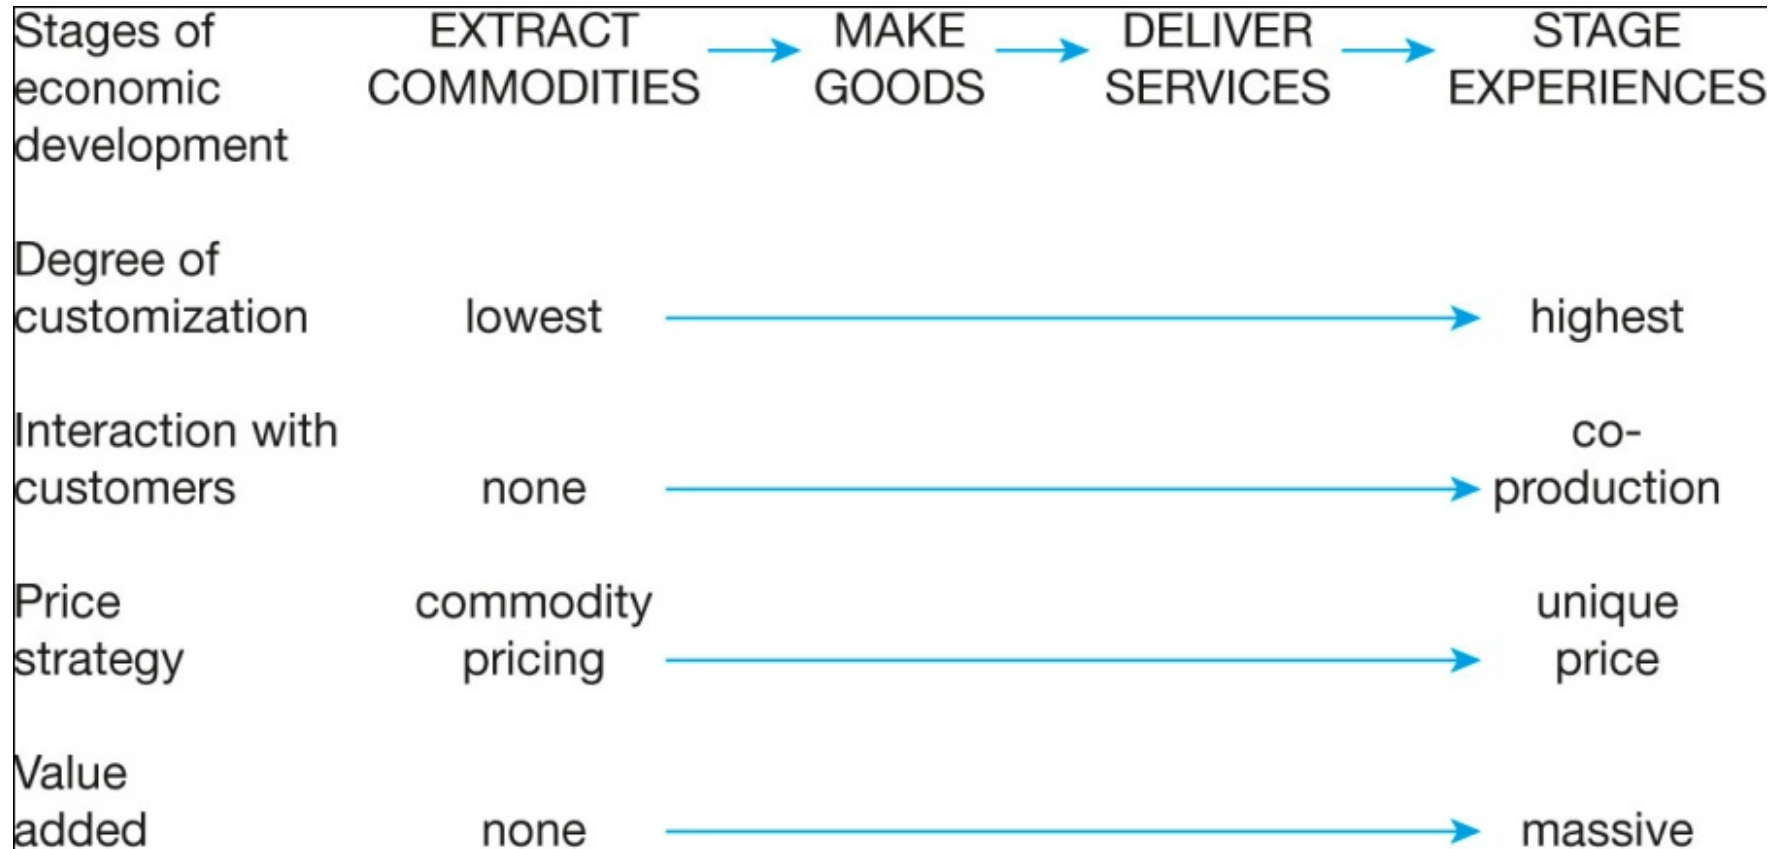 Stages of
economic
development
EXTRACT
COMMODITIES
MAKE
GOODS
DELIVER
SERVICES
STAGE
EXPERIENCES
Degree of
customization
lowest
highest
Interaction with
customers
none
co-
production
Price
strategy
commodity
pricing
unique
price
Value
added
none
massive